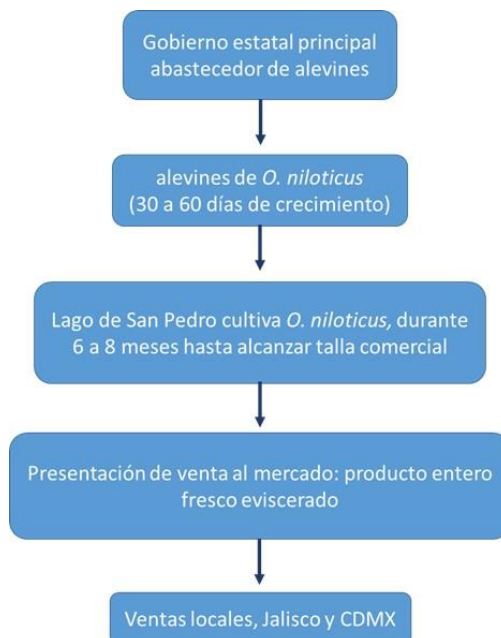 Gobierno estatal principal
abastecedor de alevines
alevines de O. niloticus
(30 a 60 días de crecimiento)
Lago de San Pedro cultiva O. niloticus, durante
6 a 8 meses hasta alcanzar talla comercial
Presentación de venta al mercado: producto entero
fresco eviscerado
Ventas locales, Jalisco y CDMX